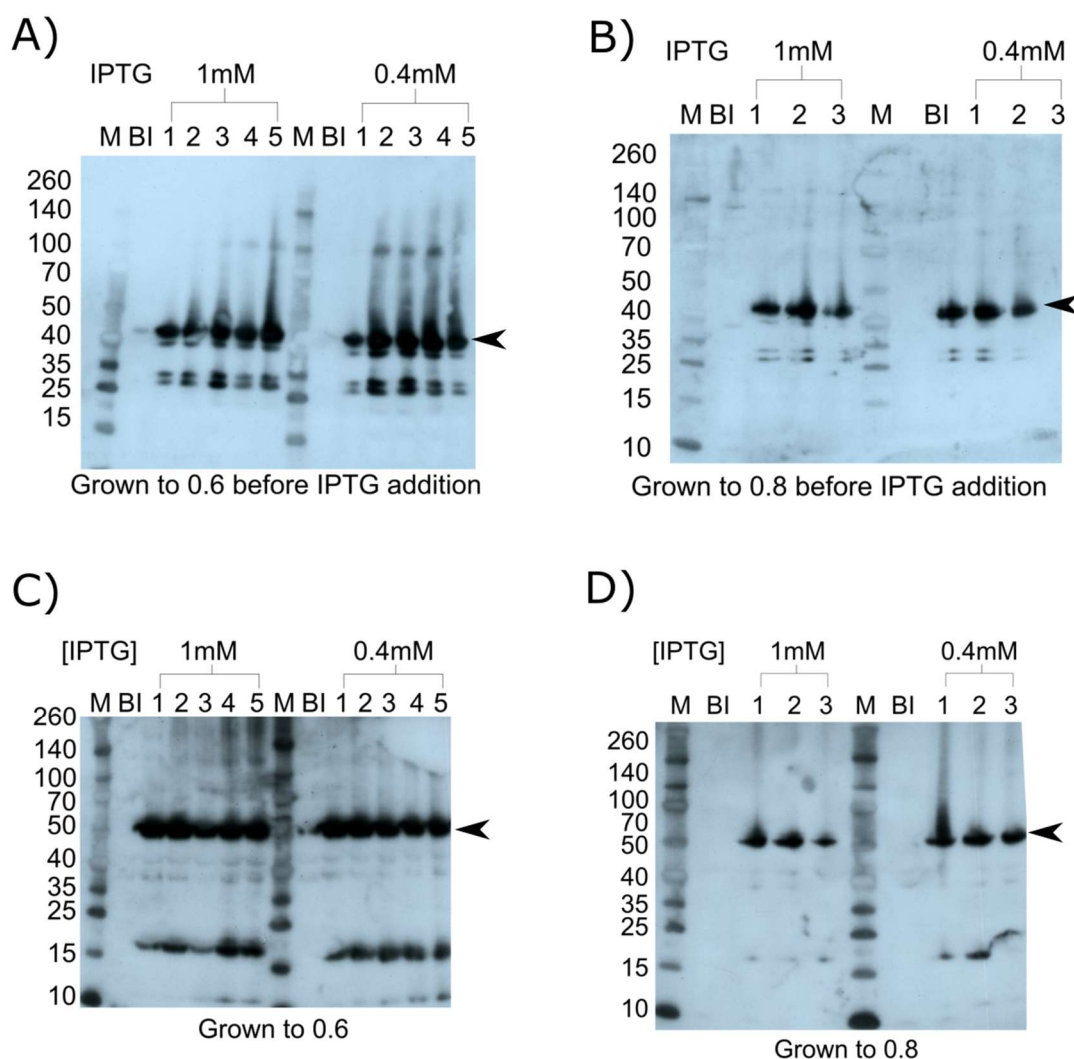 A)
IPTG 1mM 0.4mM
M BI 1 2 3 4 5 M BI 1 2 3 4 5
260
140
100
70
50
40
35
25
15
Grown to 0.6 before IPTG addition
B)
IPTG 1mM 0.4mM
M BI 1 2 3 M BI 1 2 3
260
140
100
70
50
40
35
25
15
10
Grown to 0.8 before IPTG addition
C)
[IPTG] 1mM 0.4mM
M BI 1 2 3 4 5 M BI 1 2 3 4 5
260
140
100
70
50
40
35
25
15
10
Grown to 0.6
D)
[IPTG] 1mM 0.4mM
M BI 1 2 3 M BI 1 2 3
260
140
100
70
50
40
35
25
15
10
Grown to 0.8